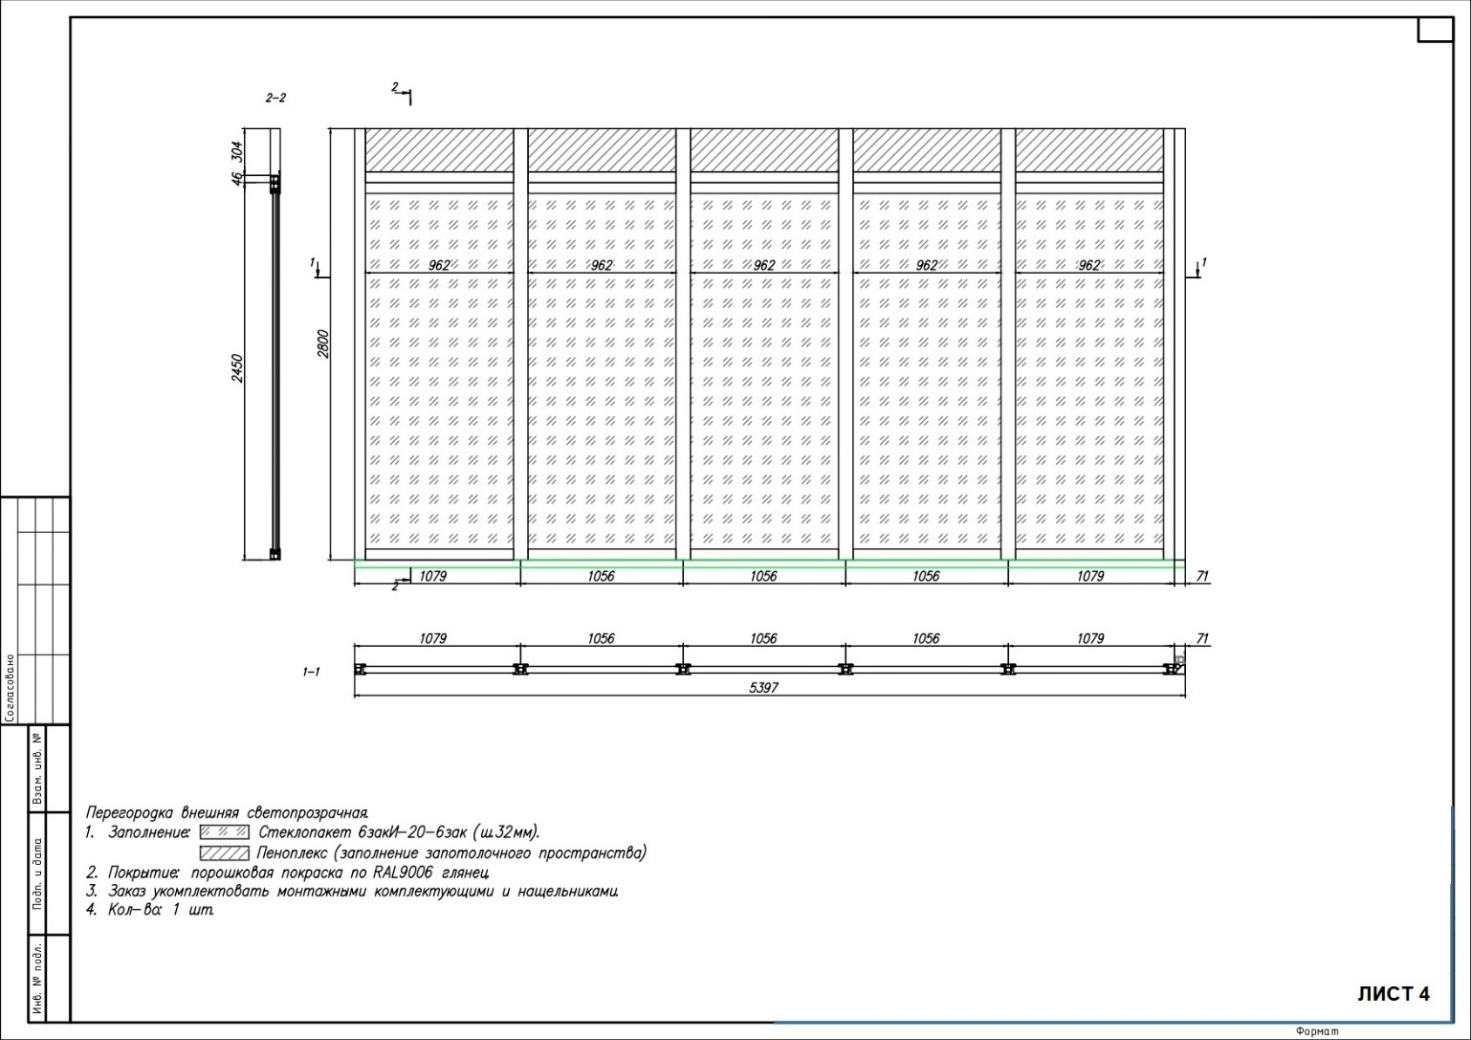 2-2
2
304
46
2450
2800
1
962
962
962
962
962
1
2
1079
1056
1056
1056
1079
71
1079
1056
1056
1056
1079
71
1-1
5397
Согласовано
Взам. инв. №
Подп. и дата
Инв. № подл.
Перегородка внешняя светопрозрачная.
1. Заполнение: Стеклопакет 6закИ-20-6зак (ш.32мм).
Пеноплекс (заполнение запотолочного пространства)
2. Покрытие: порошковая покраска по RAL9006 глянец.
3. Заказ укомплектовать монтажными комплектующими и нащельниками.
4. Кол-во: 1 шт.
ЛИСТ 4
Формат